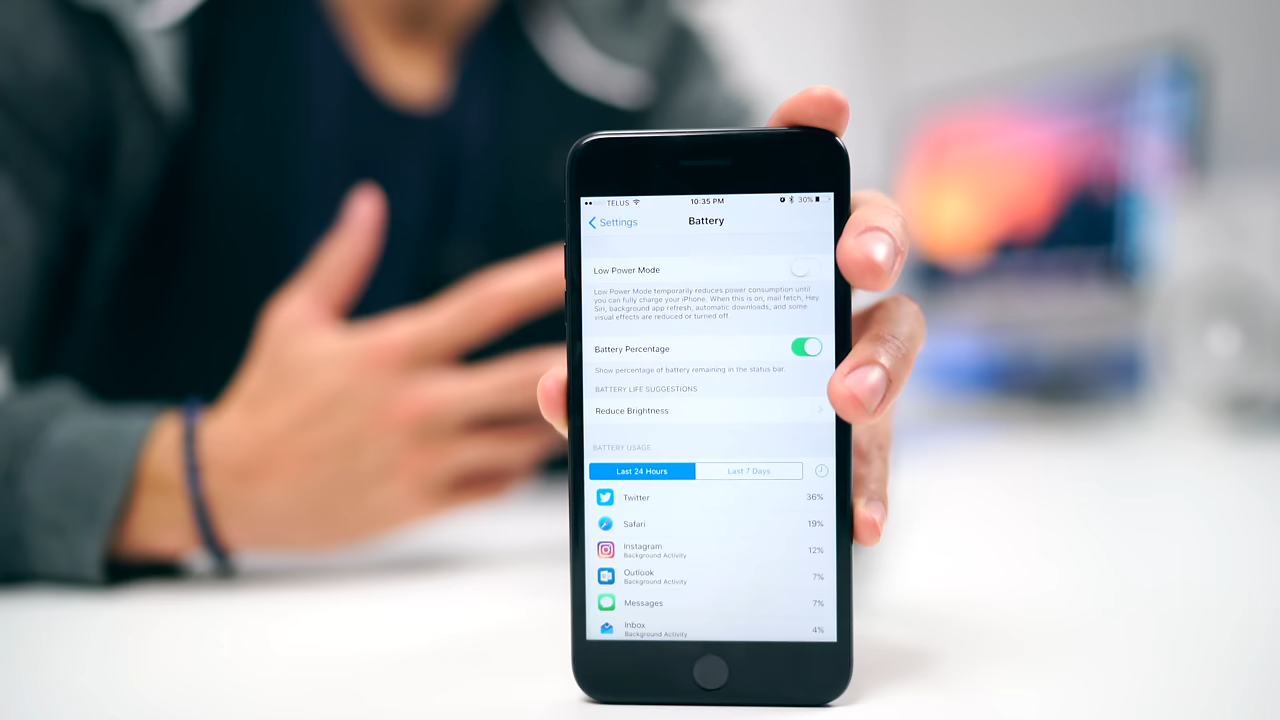 TELUS 10:35 PM 30%
Settings Battery
Low Power Mode
Low Power Mode temporarily reduces power consumption until
you can fully charge your iPhone. When this is on, mail fetch, Hey
Siri, background app refresh, automatic downloads, and some
visual effects are reduced or turned off.
Battery Percentage
Show percentage of battery remaining in the status bar.
BATTERY LIFE SUGGESTIONS
Reduce Brightness
BATTERY USAGE
Last 24 Hours Last 7 Days
Twitter 36%
Safari 19%
Instagram 12%
Background Activity
Outlook 7%
Background Activity
Messages 7%
Inbox 4%
Background Activity